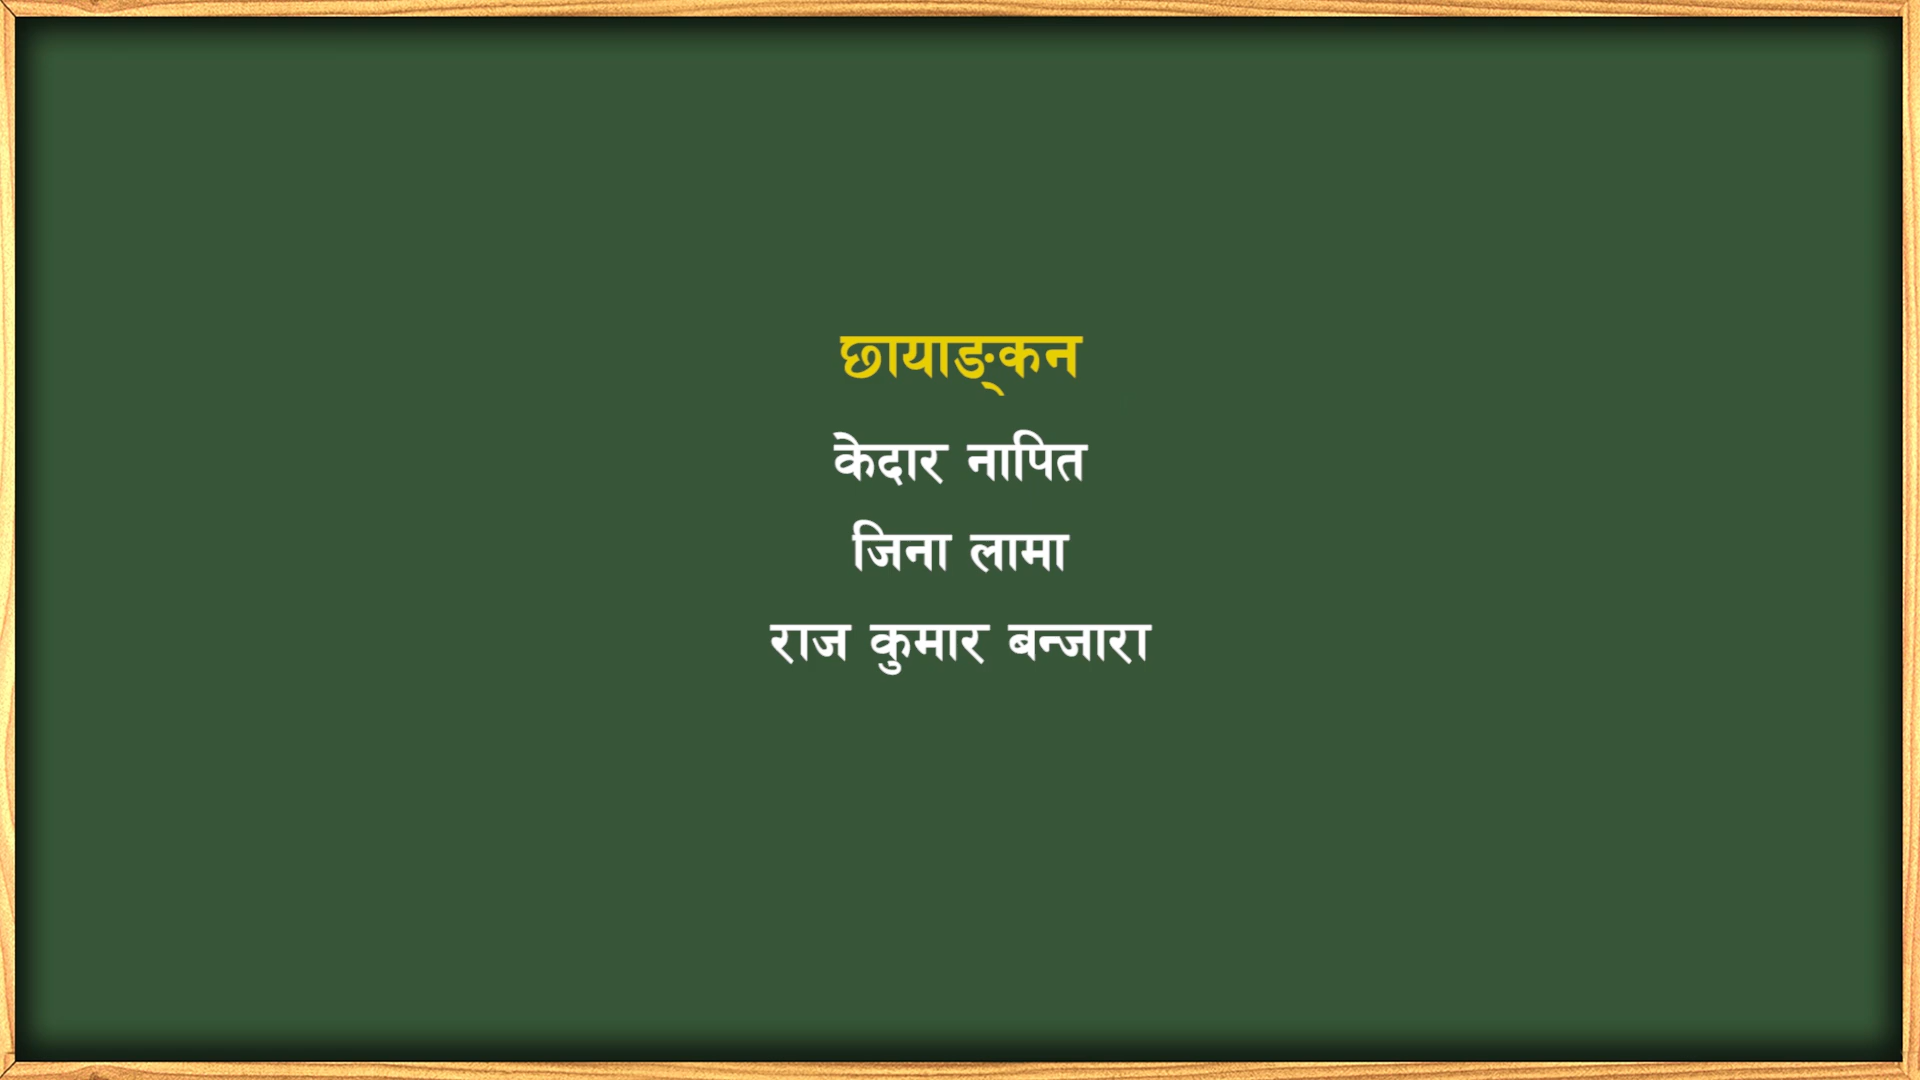 छायाङ्कन
केदार नापित
जिना लामा
राज कुमार बन्जारा